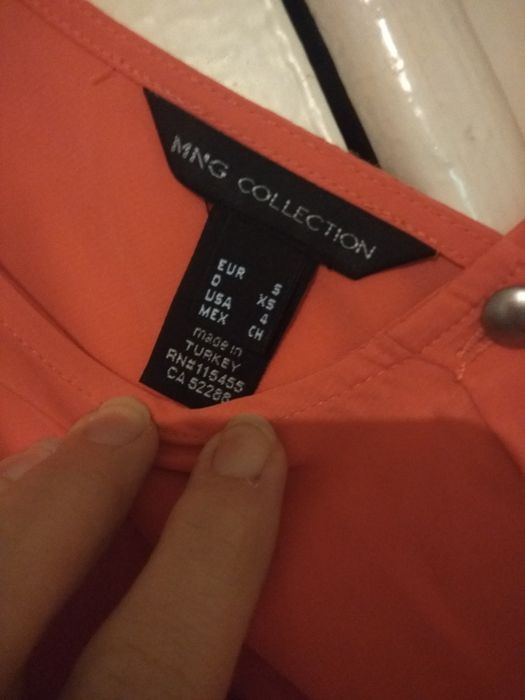 MNG COLLECTION
EUR S
D XS
USA 4
MEX CH
made in
TURKEY
RN#115455
CA 52288